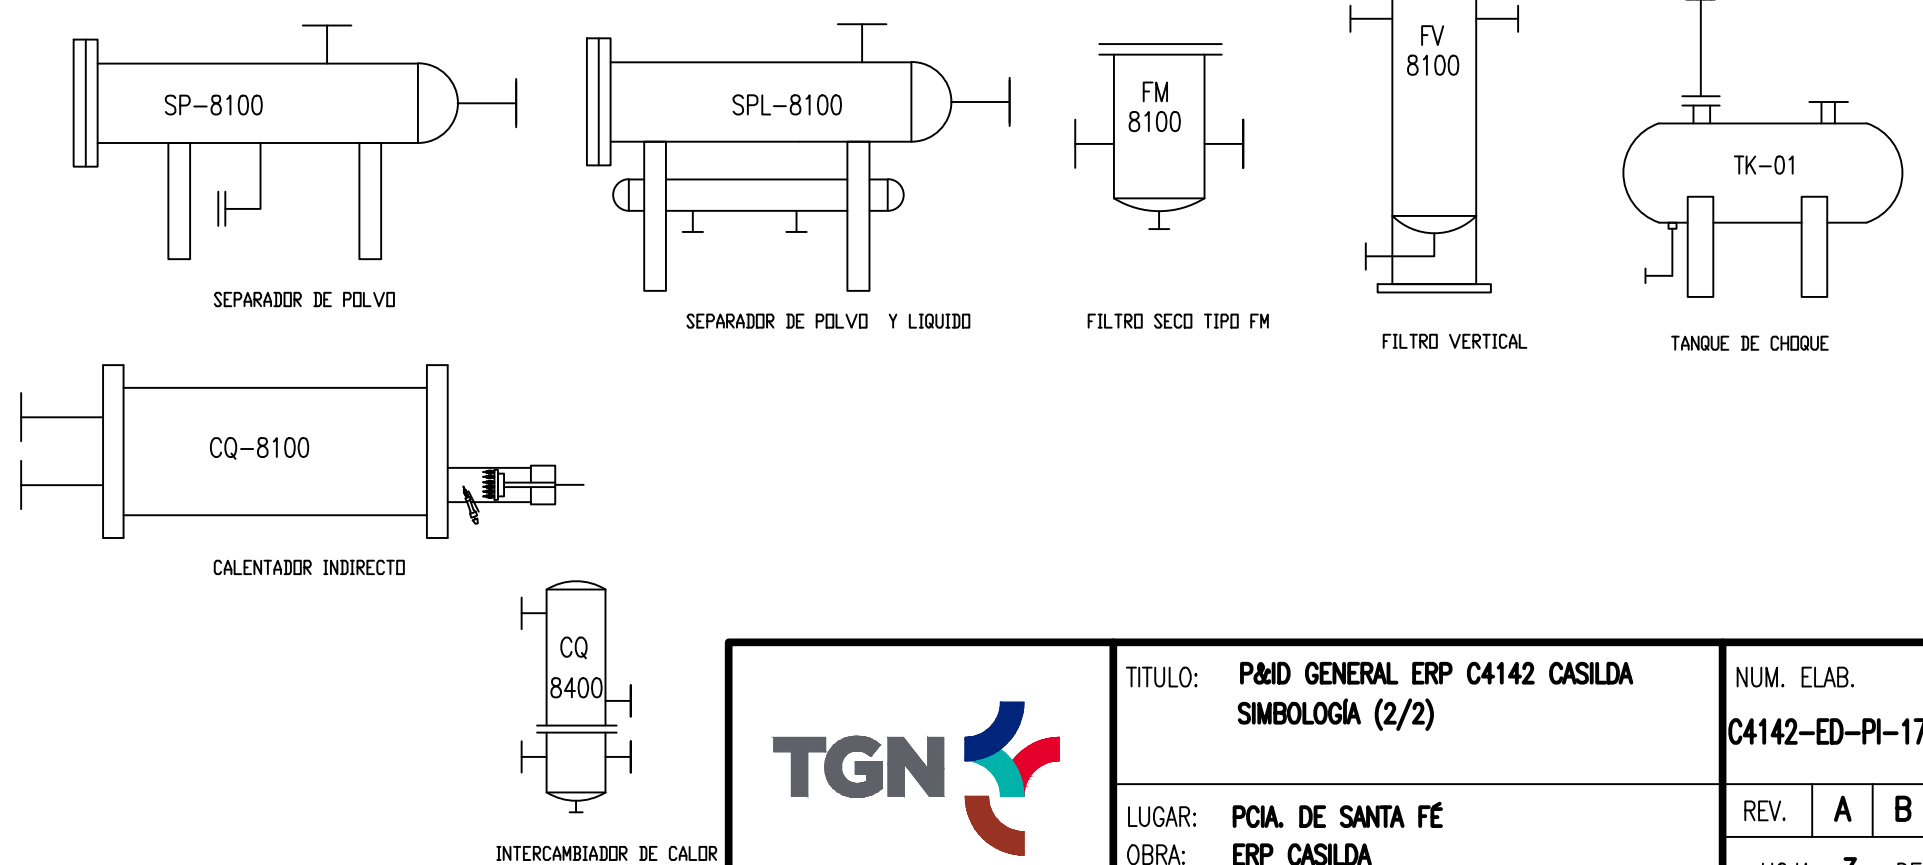 SP-8100
SEPARADOR DE POLVO
SPL-8100
SEPARADOR DE POLVO Y LIQUIDO
FM
8100
FILTRO SECO TIPO FM
FV
8100
FILTRO VERTICAL
TK-01
TANQUE DE CHOQUE
CQ-8100
CALENTADOR INDIRECTO
CQ
8400
INTERCAMBIADOR DE CALOR
TGN
TITULO: P&ID GENERAL ERP C4142 CASILDA
SIMBOLOGÍA (2/2)
LUGAR: PCIA. DE SANTA FÉ
OBRA: ERP CASILDA
NUM. ELAB.
C4142-ED-PI-17
REV. A B